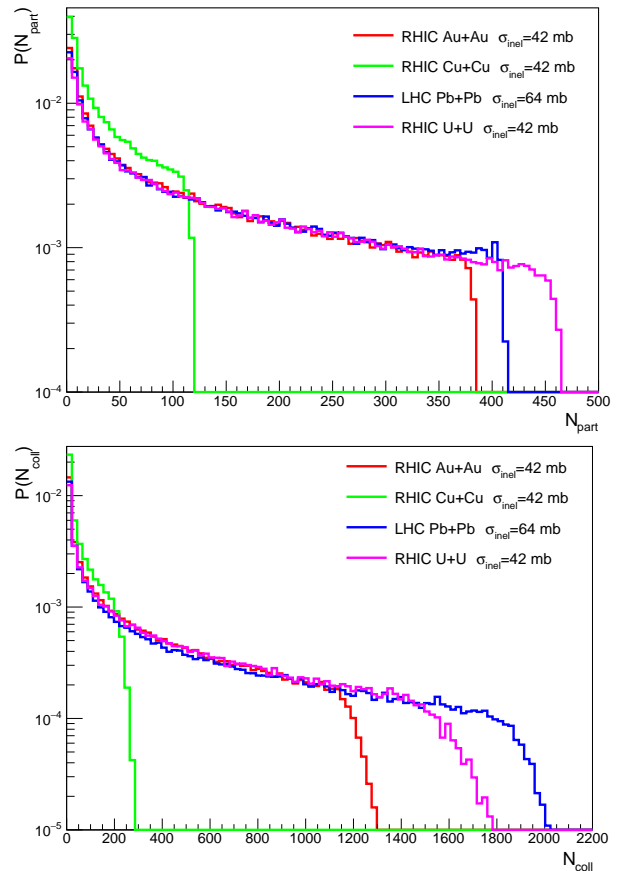 P(N_part)
10⁻²
10⁻³
10⁻⁴
RHIC Au+Au σ_inel=42 mb
RHIC Cu+Cu σ_inel=42 mb
LHC Pb+Pb σ_inel=64 mb
RHIC U+U σ_inel=42 mb
0 50 100 150 200 250 300 350 400 450 500
N_part
P(N_coll)
10⁻²
10⁻³
10⁻⁴
10⁻⁵
RHIC Au+Au σ_inel=42 mb
RHIC Cu+Cu σ_inel=42 mb
LHC Pb+Pb σ_inel=64 mb
RHIC U+U σ_inel=42 mb
0 200 400 600 800 1000 1200 1400 1600 1800 2000 2200
N_coll